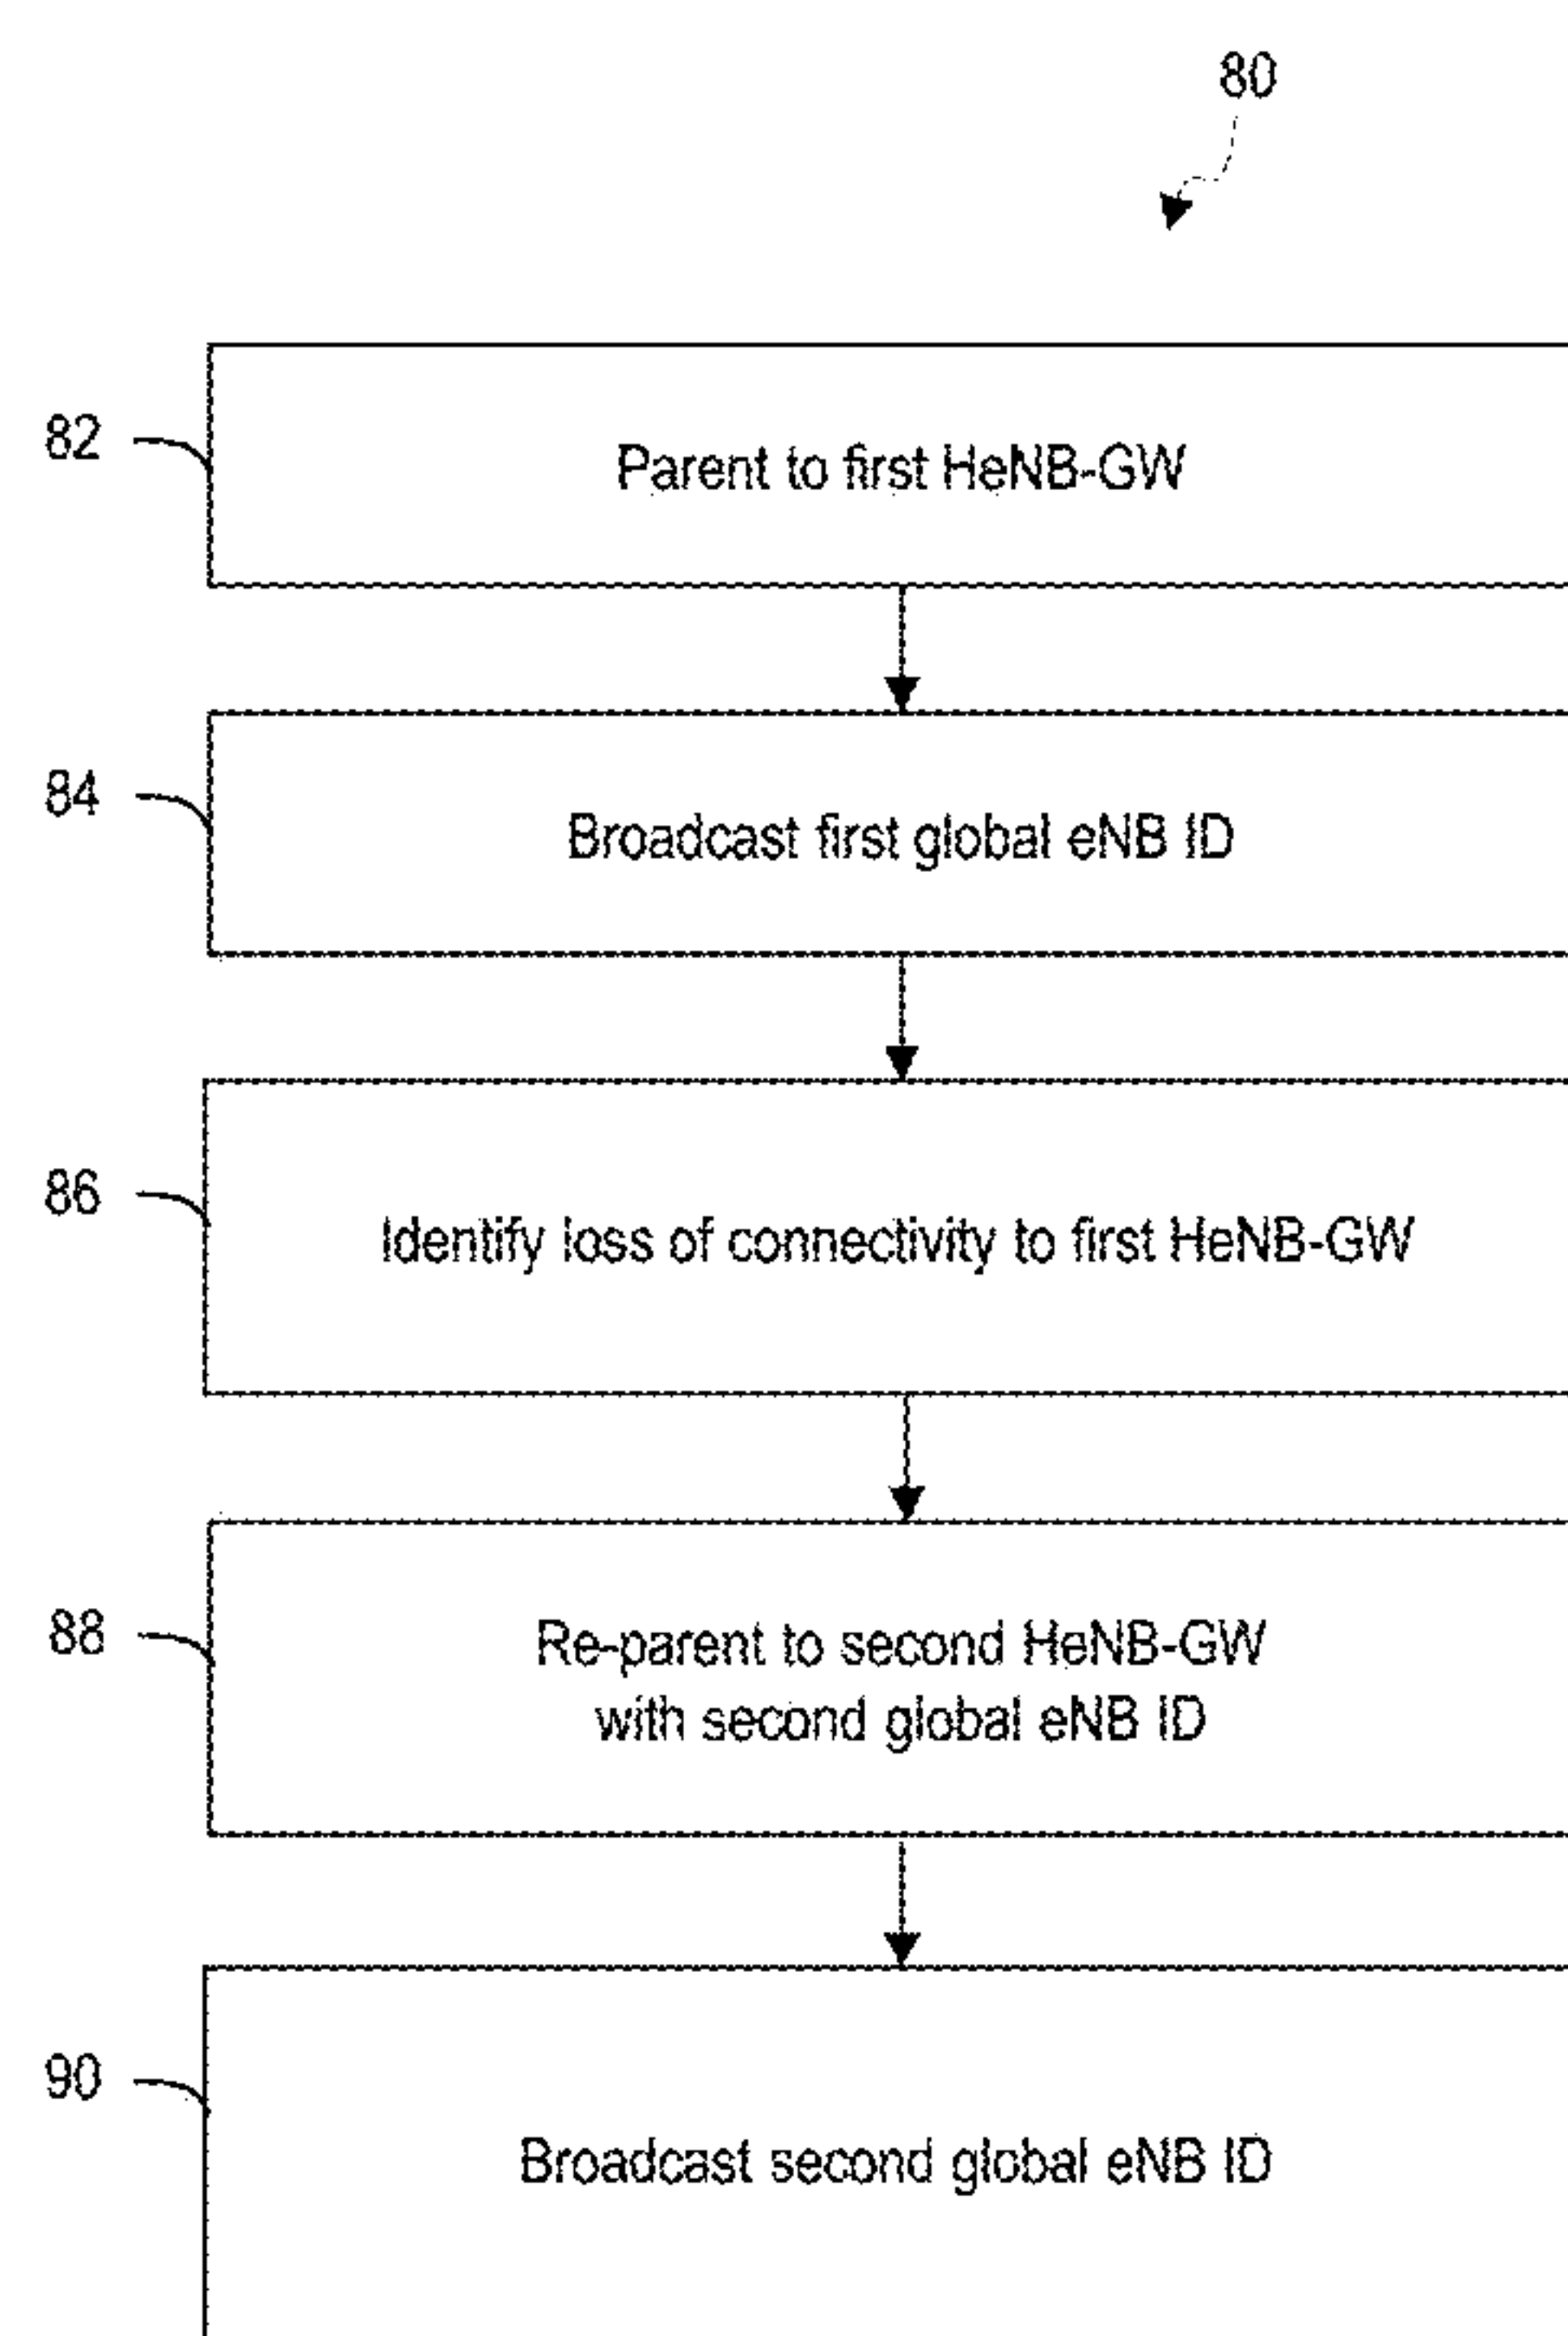 80
82
Parent to first HeNB-GW
84
Broadcast first global eNB ID
86
Identify loss of connectivity to first HeNB-GW
88
Re-parent to second HeNB-GW
with second global eNB ID
90
Broadcast second global eNB ID